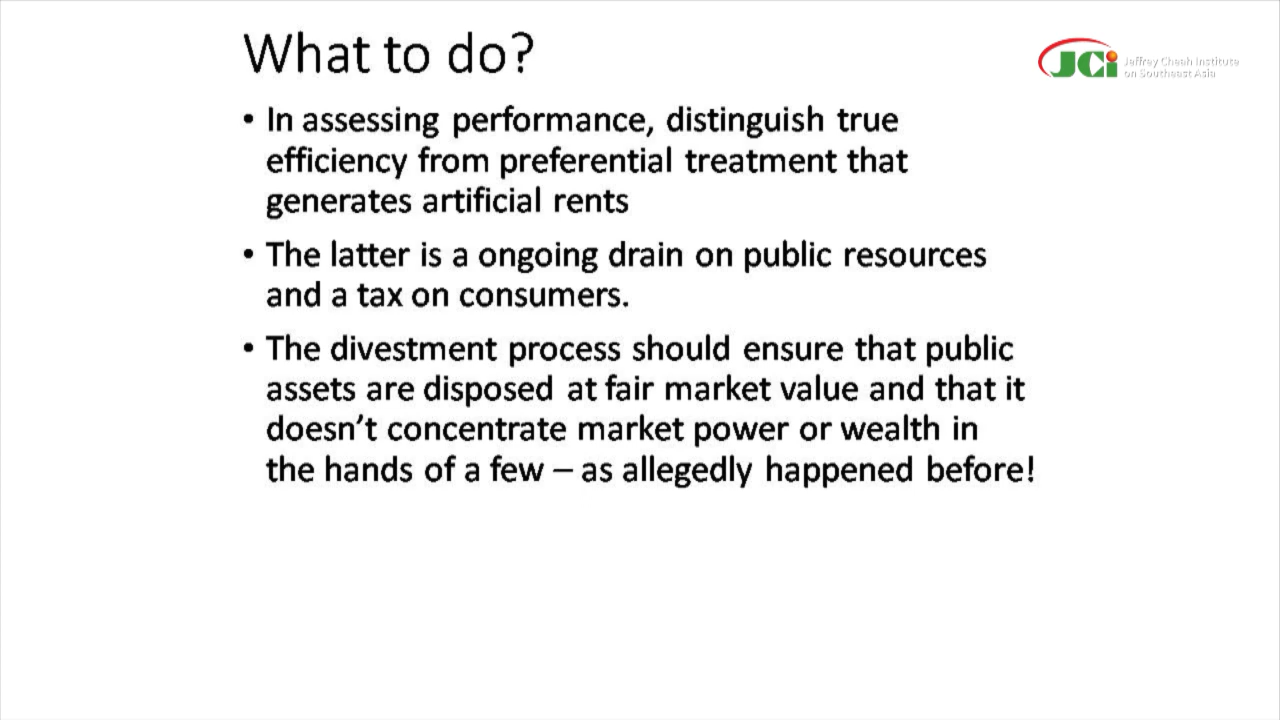 What to do?
JCi Jeffrey Cheah Institute
on Southeast Asia
• In assessing performance, distinguish true
efficiency from preferential treatment that
generates artificial rents
• The latter is a ongoing drain on public resources
and a tax on consumers.
• The divestment process should ensure that public
assets are disposed at fair market value and that it
doesn't concentrate market power or wealth in
the hands of a few – as allegedly happened before!